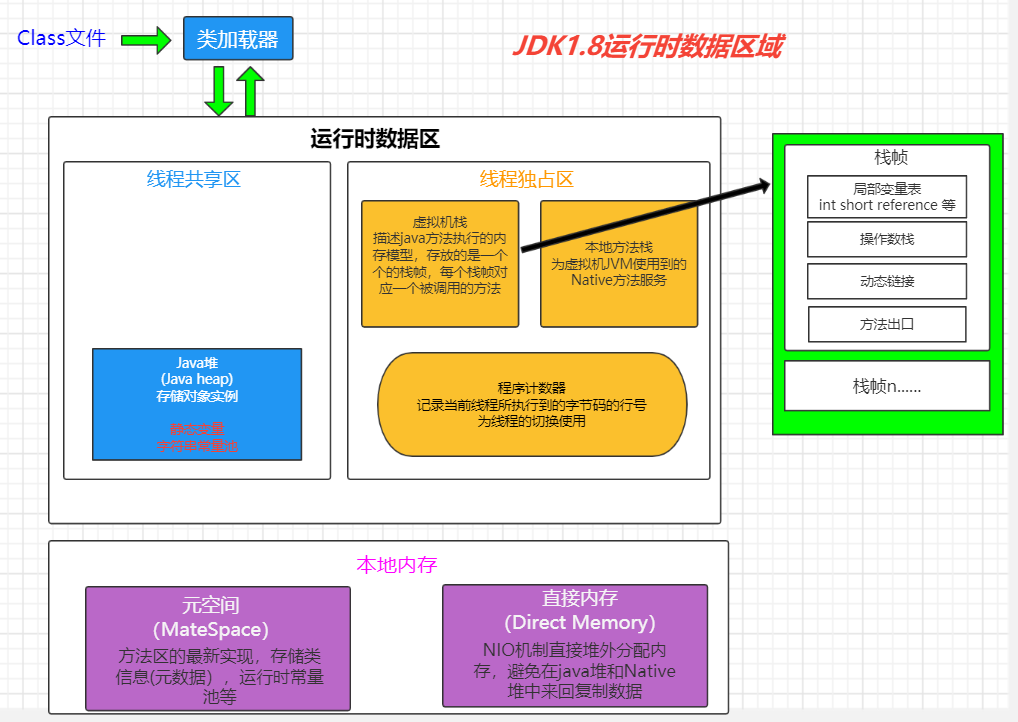 Class文件
类加载器
JDK1.8运行时数据区域
运行时数据区
线程共享区
Java堆
(Java heap)
存储对象实例
静态变量
线程独占区
虚拟机栈
描述java方法执行的内
存模型，存放的是一个
个的栈帧，每个栈帧对
应一个被调用的方法
本地方法栈
为虚拟机JVM使用到的
Native方法服务
程序计数器
记录当前线程所执行到的字节码的行号
为线程的切换使用
栈帧
局部变量表
int short reference 等
操作数栈
动态链接
方法出口
栈帧n......
本地内存
元空间
（MateSpace）
方法区的最新实现，存储类
信息(元数据），运行时常量
池等
直接内存
（Direct Memory）
NIO机制直接堆外分配内
存，避免在java堆和Native
堆中来回复制数据